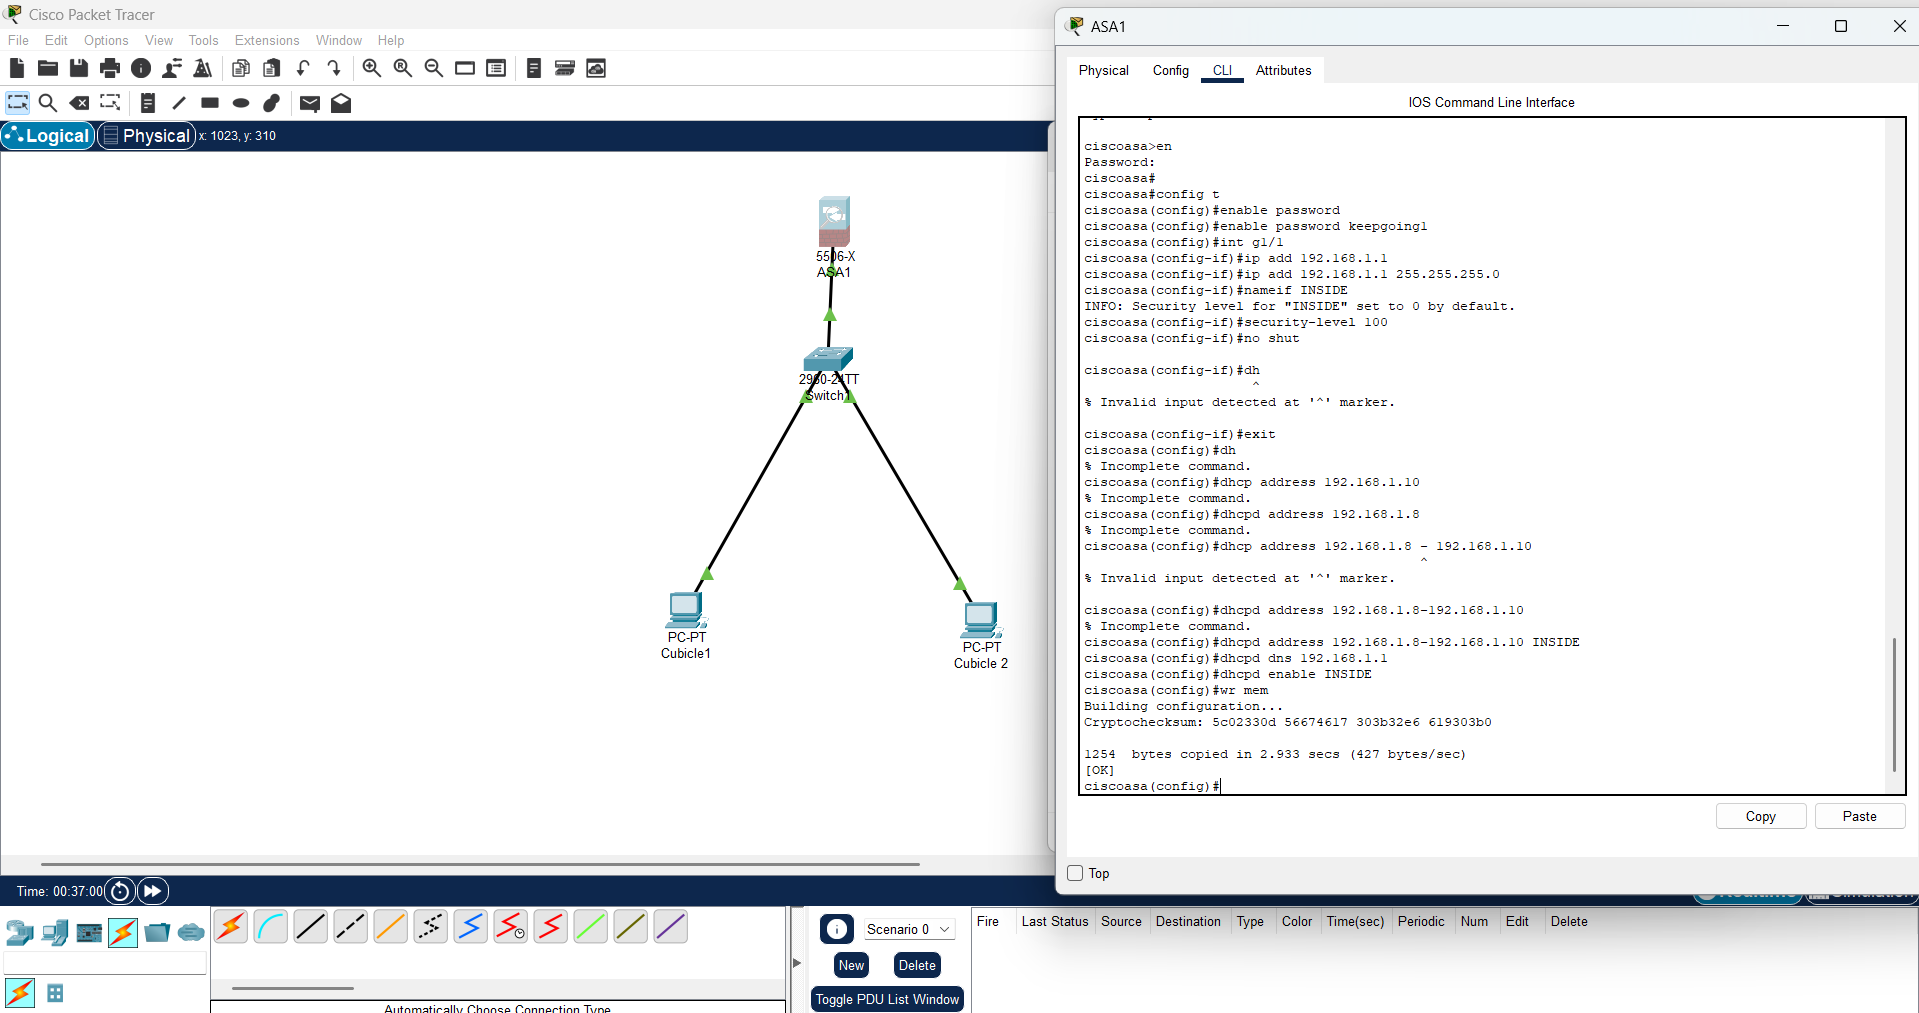 Cisco Packet Tracer
File Edit Options View Tools Extensions Window Help
Logical Physical x: 1023, y: 310
5506-X
ASA1
2960-24TT
Switch1
PC-PT
Cubicle1
PC-PT
Cubicle 2
Time: 00:37:00
Scenario 0
New Delete
Toggle PDU List Window
Automatically Choose Connection Type
Fire Last Status Source Destination Type Color Time(sec) Periodic Num Edit Delete
ASA1
Physical Config CLI Attributes
IOS Command Line Interface
ciscoasa>en
Password:
ciscoasa#
ciscoasa#config t
ciscoasa(config)#enable password
ciscoasa(config)#enable password keepgoing1
ciscoasa(config)#int g1/1
ciscoasa(config-if)#ip add 192.168.1.1
ciscoasa(config-if)#ip add 192.168.1.1 255.255.255.0
ciscoasa(config-if)#nameif INSIDE
INFO: Security level for "INSIDE" set to 0 by default.
ciscoasa(config-if)#security-level 100
ciscoasa(config-if)#no shut
ciscoasa(config-if)#dh
^
% Invalid input detected at '^' marker.
ciscoasa(config-if)#exit
ciscoasa(config)#dh
% Incomplete command.
ciscoasa(config)#dhcp address 192.168.1.10
% Incomplete command.
ciscoasa(config)#dhcpd address 192.168.1.8
% Incomplete command.
ciscoasa(config)#dhcp address 192.168.1.8 - 192.168.1.10
^
% Invalid input detected at '^' marker.
ciscoasa(config)#dhcpd address 192.168.1.8-192.168.1.10
% Incomplete command.
ciscoasa(config)#dhcpd address 192.168.1.8-192.168.1.10 INSIDE
ciscoasa(config)#dhcpd dns 192.168.1.1
ciscoasa(config)#dhcpd enable INSIDE
ciscoasa(config)#wr mem
Building configuration...
Cryptochecksum: 5c02330d 56674617 303b32e6 619303b0
1254 bytes copied in 2.933 secs (427 bytes/sec)
[OK]
ciscoasa(config)#
Copy Paste
Top